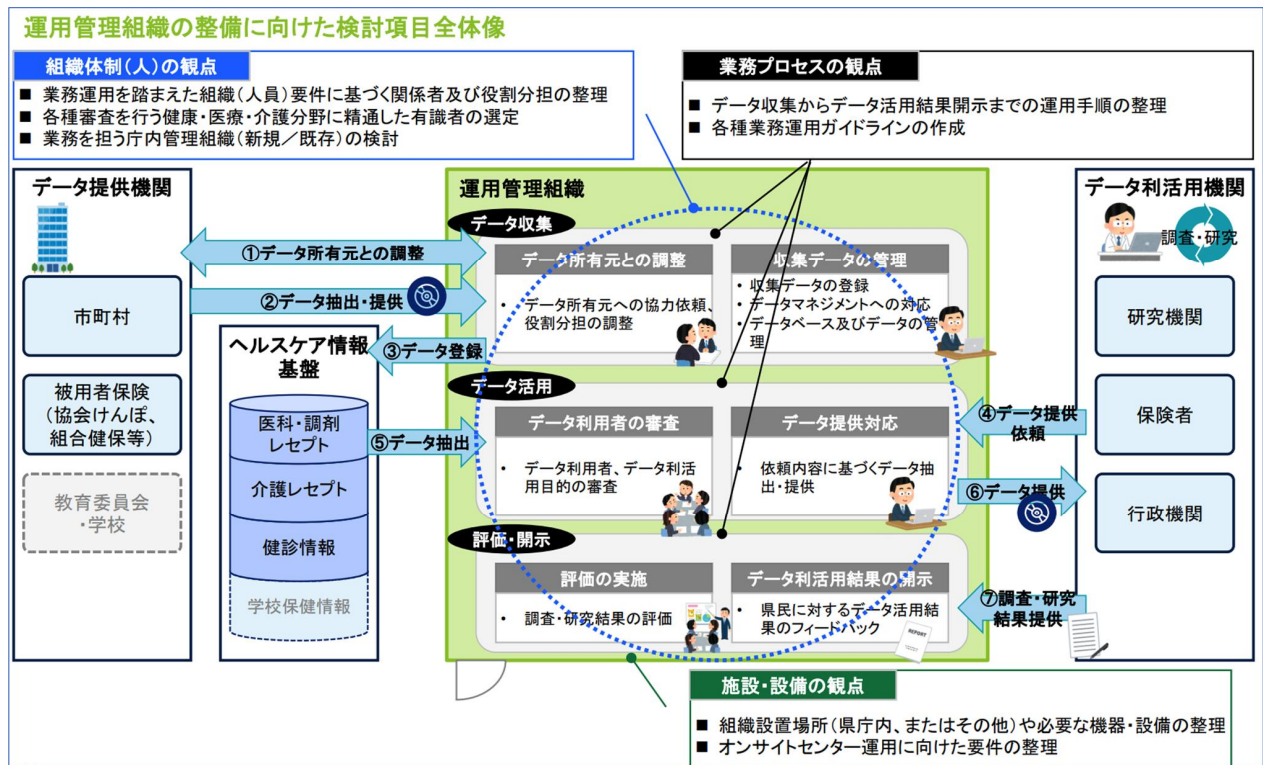 運用管理組織の整備に向けた検討項目全体像
組織体制(人)の観点
■ 業務運用を踏まえた組織(人員)要件に基づく関係者及び役割分担の整理
■ 各種審査を行う健康・医療・介護分野に精通した有識者の選定
■ 業務を担う庁内管理組織(新規/既存)の検討
業務プロセスの観点
■ データ収集からデータ活用結果開示までの運用手順の整理
■ 各種業務運用ガイドラインの作成
データ提供機関
市町村
被用者保険
(協会けんぽ、
組合健保等)
教育委員会
・学校
ヘルスケア情報
基盤
医科・調剤
レセプト
介護レセプト
健診情報
学校保健情報
①データ所有元との調整
②データ抽出・提供
③データ登録
⑤データ抽出
運用管理組織
データ収集
データ所有元との調整
• データ所有元への協力依頼、
役割分担の調整
収集データの管理
• 収集データの登録
• データマネジメントへの対応
• データベース及びデータの管
理
データ活用
データ利用者の審査
• データ利用者、データ利活
用目的の審査
データ提供対応
• 依頼内容に基づくデータ抽
出・提供
評価・開示
評価の実施
• 調査・研究結果の評価
データ利活用結果の開示
• 県民に対するデータ活用結
果のフィードバック
REPORT
④データ提供
依頼
⑥データ提供
⑦調査・研究
結果提供
データ利活用機関
調査・研究
研究機関
保険者
行政機関
施設・設備の観点
■ 組織設置場所(県庁内、またはその他)や必要な機器・設備の整理
■ オンサイトセンター運用に向けた要件の整理